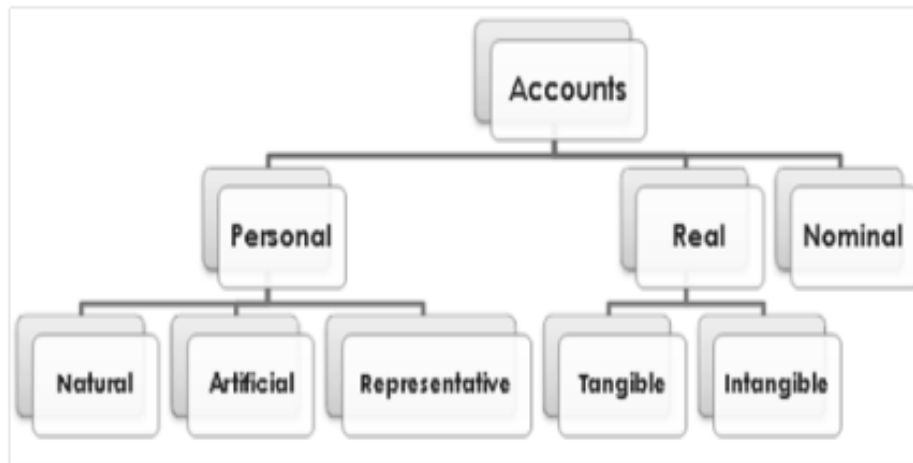 Accounts
Personal
Real
Nominal
Natural
Artificial
Representative
Tangible
Intangible